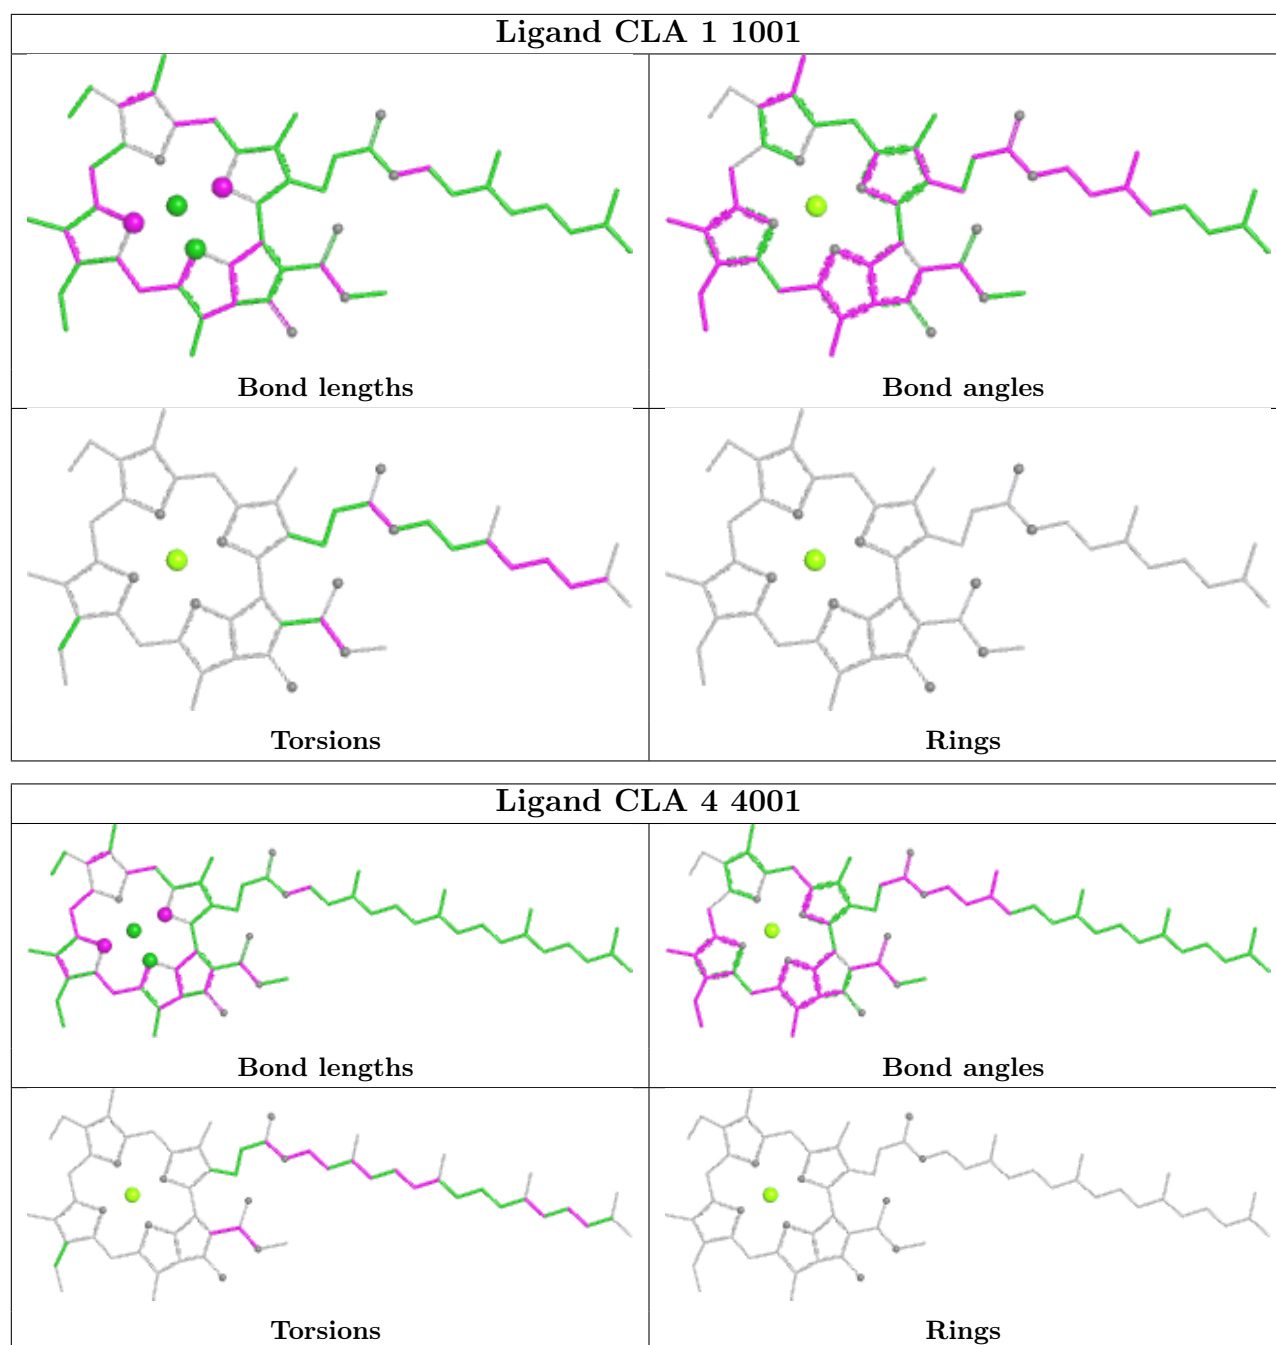 Ligand CLA 1 1001
Bond lengths
Bond angles
Torsions
Rings
Ligand CLA 4 4001
Bond lengths
Bond angles
Torsions
Rings